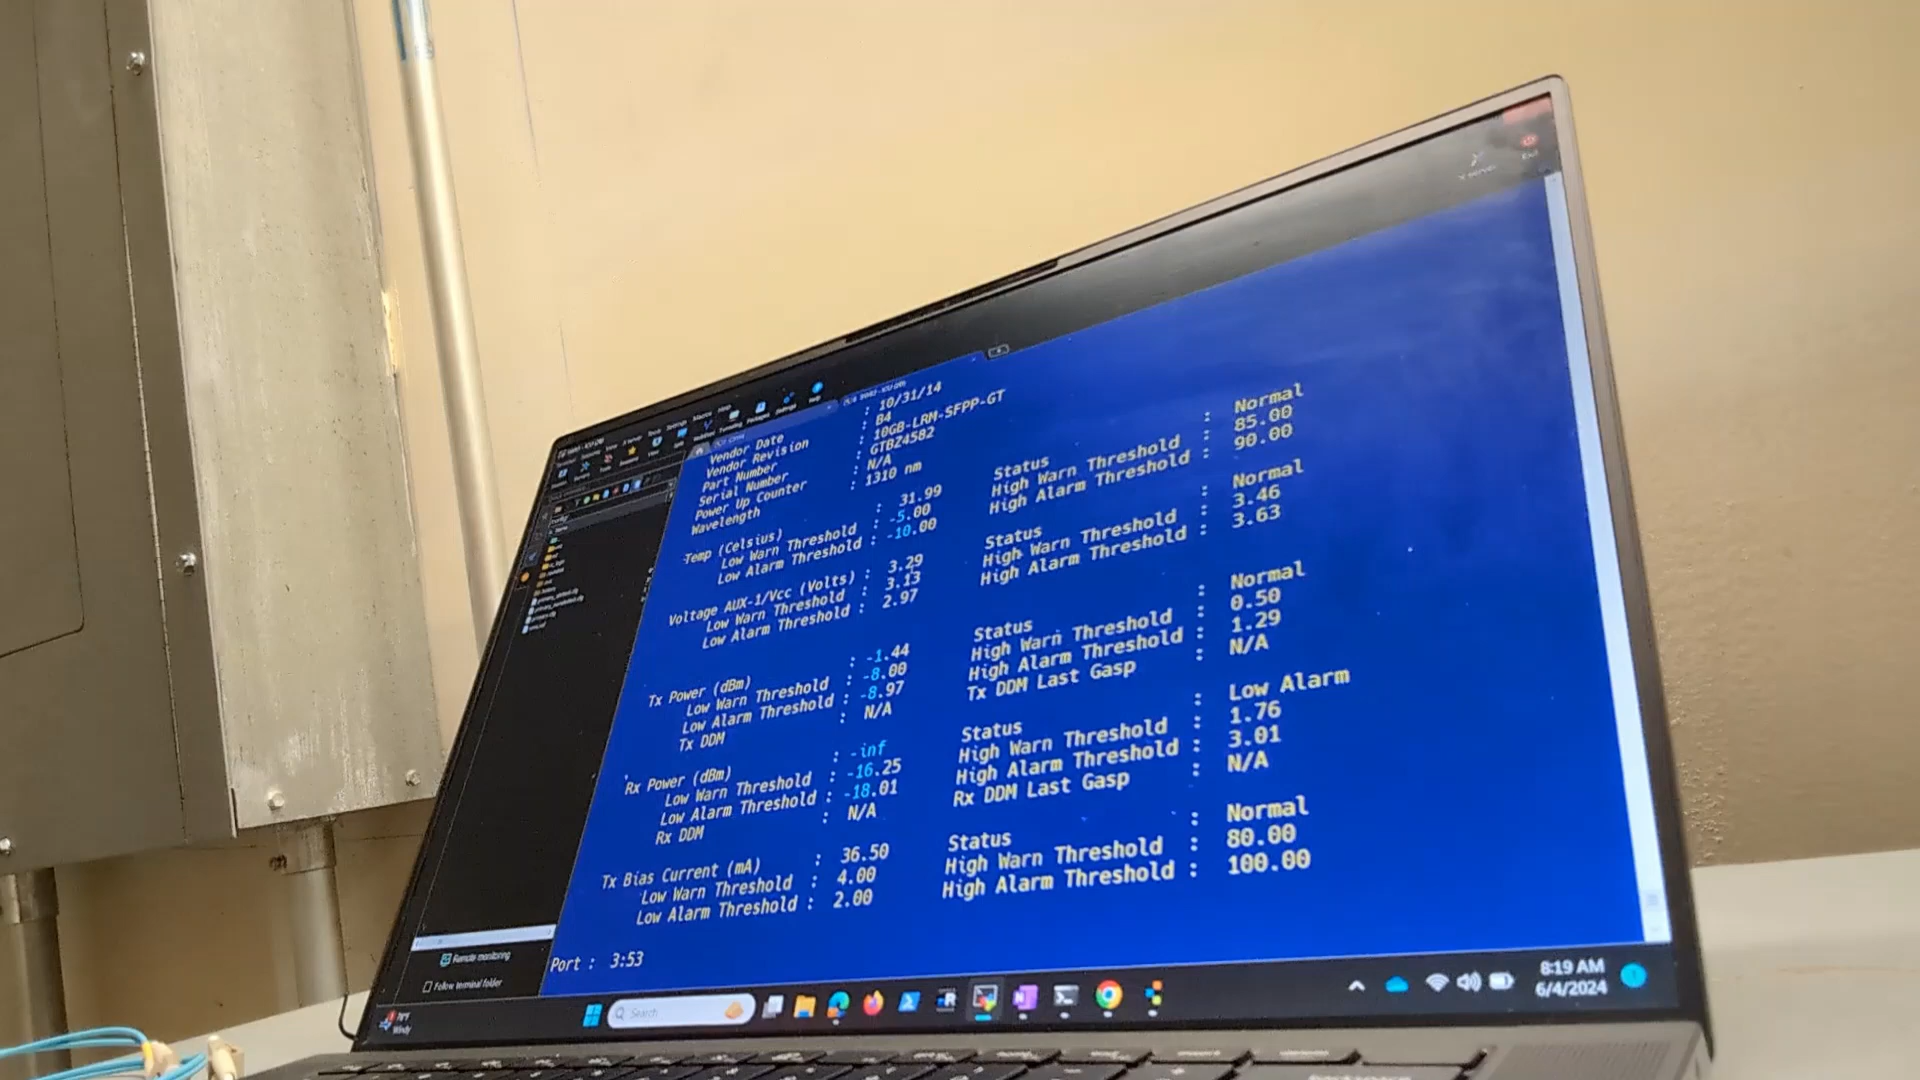 Vendor Date : 10/31/14
Vendor Revision : B4
Part Number : 10GB-LRM-SFPP-GT
Serial Number : GTBZ4582
Power Up Counter : N/A
Wavelength : 1310 nm
Temp (Celsius) : 31.99 Status : Normal
Low Warn Threshold : -5.00 High Warn Threshold : 85.00
Low Alarm Threshold : -10.00 High Alarm Threshold : 90.00
Voltage AUX-1/Vcc (Volts) : 3.29 Status : Normal
Low Warn Threshold : 3.13 High Warn Threshold : 3.46
Low Alarm Threshold : 2.97 High Alarm Threshold : 3.63
Tx Power (dBm) : -1.44 Status : Normal
Low Warn Threshold : -8.00 High Warn Threshold : 0.50
Low Alarm Threshold : -8.97 High Alarm Threshold : 1.29
Tx DDM : N/A Tx DDM Last Gasp : N/A
Rx Power (dBm) : -inf Status : Low Alarm
Low Warn Threshold : -16.25 High Warn Threshold : 1.76
Low Alarm Threshold : -18.01 High Alarm Threshold : 3.01
Rx DDM : N/A Rx DDM Last Gasp : N/A
Tx Bias Current (mA) : 36.50 Status : Normal
Low Warn Threshold : 4.00 High Warn Threshold : 80.00
Low Alarm Threshold : 2.00 High Alarm Threshold : 100.00
Port : 3:53
Remote monitoring
Follow terminal folder
Windy
Search
8:19 AM
6/4/2024